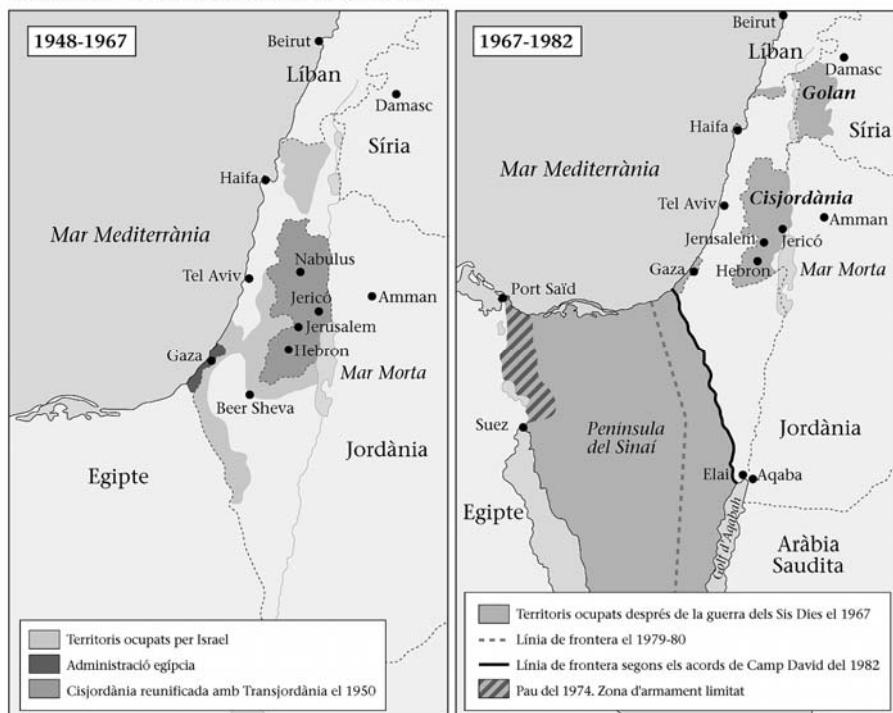 1948-1967
Beirut
Líban
Damasc
Síria
Haifa
Mar Mediterrània
Nabulus
Tel Aviv
Jericó
Amman
Jerusalem
Gaza
Hebron
Mar Morta
Beer Sheva
Jordània
Egipte
Territoris ocupats per Israel
Administració egípcia
Cisjordània reunificada amb Transjordània el 1950
1967-1982
Beirut
Líban
Damasc
Golan
Haifa
Síria
Mar Mediterrània
Cisjordània
Tel Aviv
Amman
Jerusalem
Jericó
Gaza
Hebron
Mar Morta
Port Saïd
Península
del Sinaí
Suez
Jordània
Elai
Aqaba
Egipte
Golf d'Aqabah
Aràbia
Saudita
Territoris ocupats després de la guerra dels Sis Dies el 1967
Línia de frontera el 1979-80
Línia de frontera segons els acords de Camp David del 1982
Pau del 1974. Zona d'armament limitat